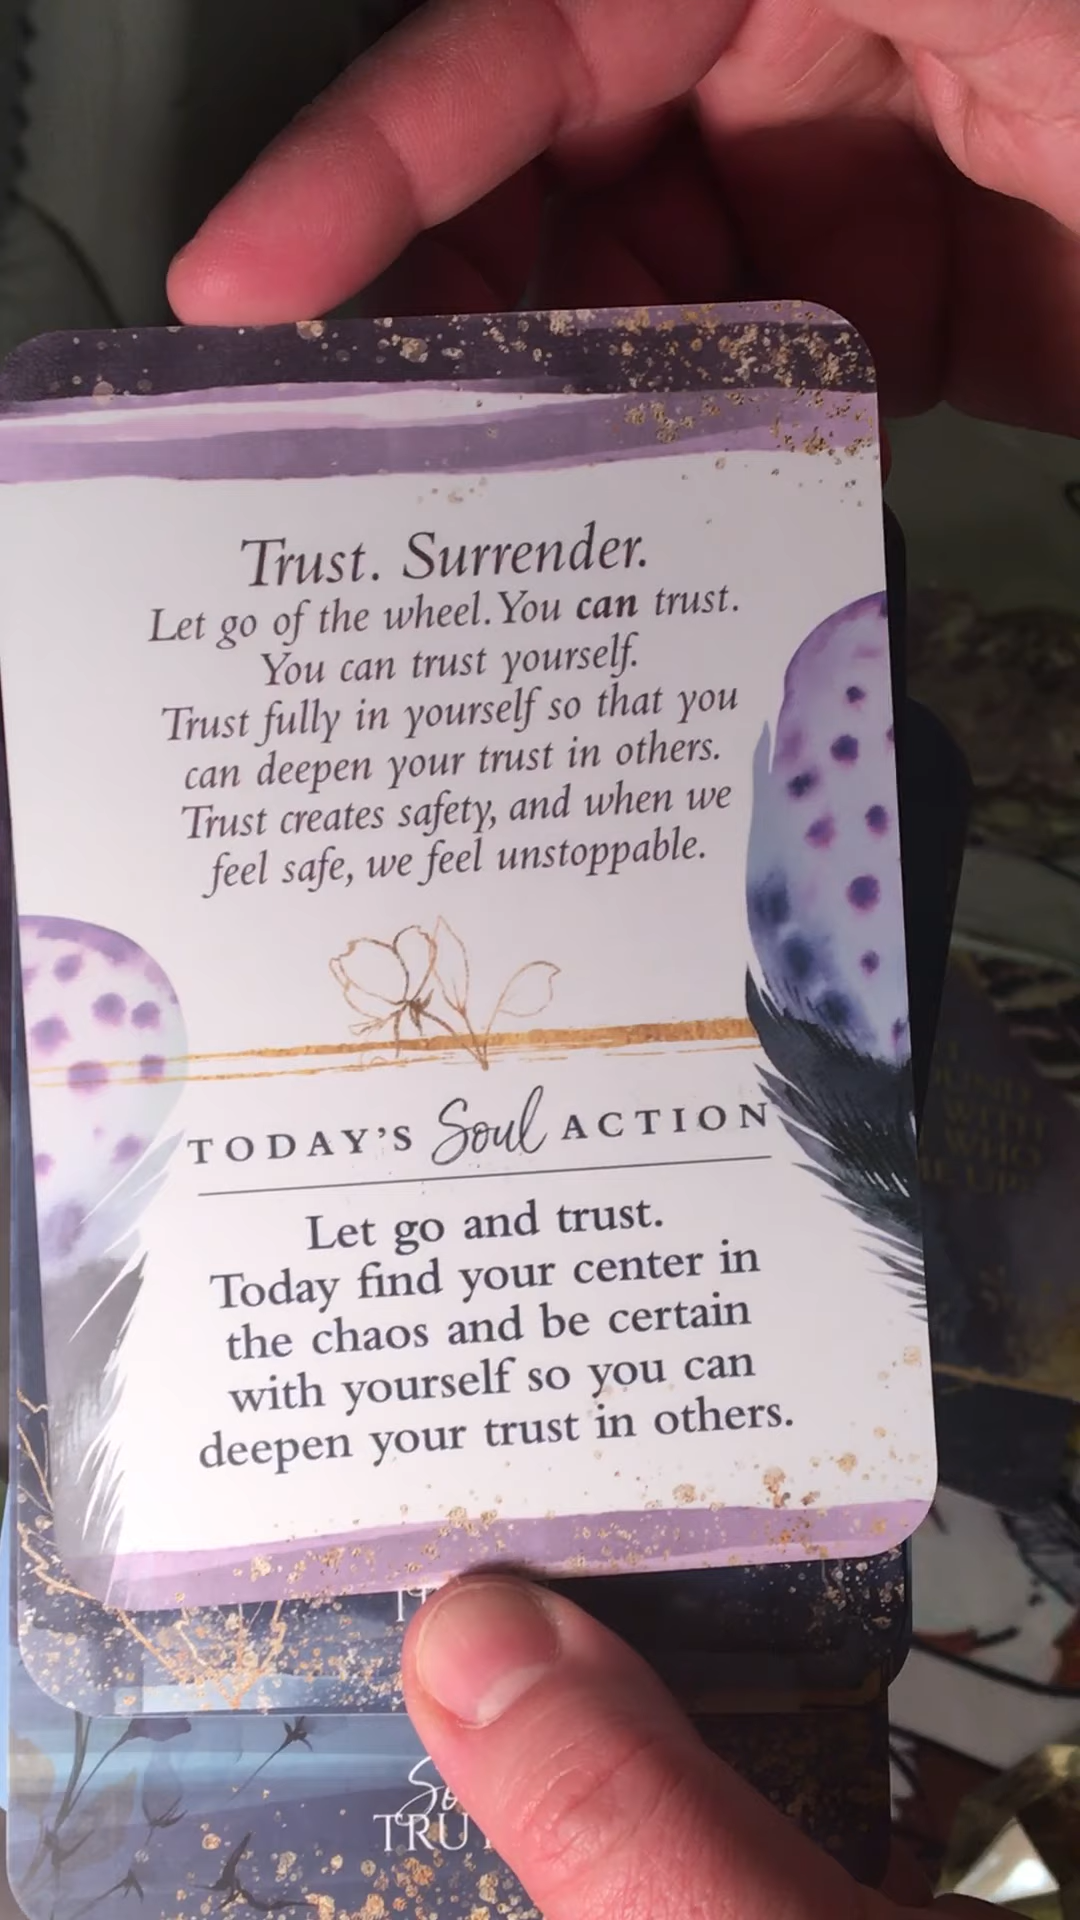 Trust. Surrender.
Let go of the wheel. You can trust.
You can trust yourself.
Trust fully in yourself so that you
can deepen your trust in others.
Trust creates safety, and when we
feel safe, we feel unstoppable.
TODAY'S Soul ACTION
Let go and trust.
Today find your center in
the chaos and be certain
with yourself so you can
deepen your trust in others.
WITH
WHO